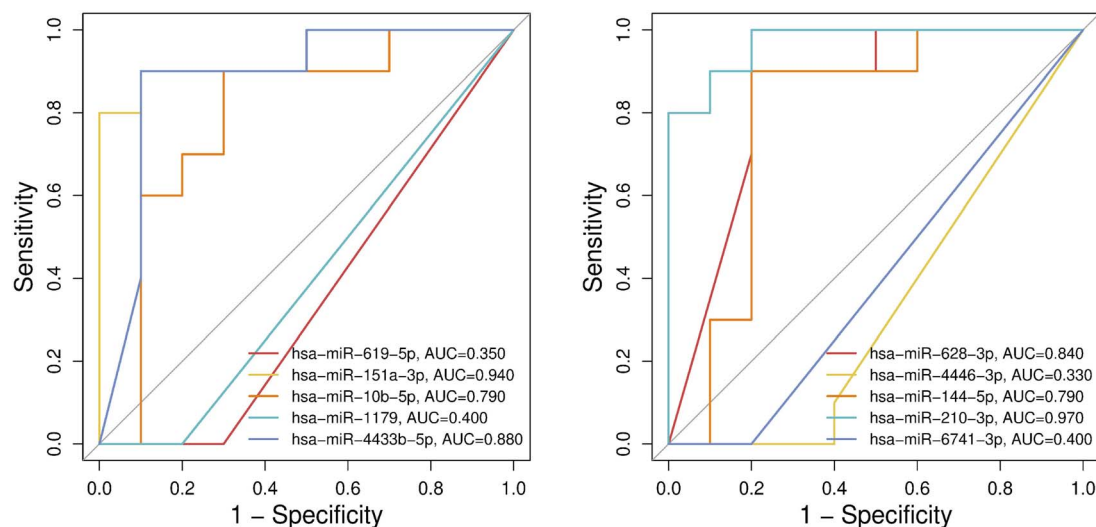 1.0
0.8
0.6
0.4
0.2
0.0
Sensitivity
hsa−miR−619−5p, AUC=0.350
hsa−miR−151a−3p, AUC=0.940
hsa−miR−10b−5p, AUC=0.790
hsa−miR−1179, AUC=0.400
hsa−miR−4433b−5p, AUC=0.880
0.0 0.2 0.4 0.6 0.8 1.0
1 − Specificity
1.0
0.8
0.6
0.4
0.2
0.0
Sensitivity
hsa−miR−628−3p, AUC=0.840
hsa−miR−4446−3p, AUC=0.330
hsa−miR−144−5p, AUC=0.790
hsa−miR−210−3p, AUC=0.970
hsa−miR−6741−3p, AUC=0.400
0.0 0.2 0.4 0.6 0.8 1.0
1 − Specificity